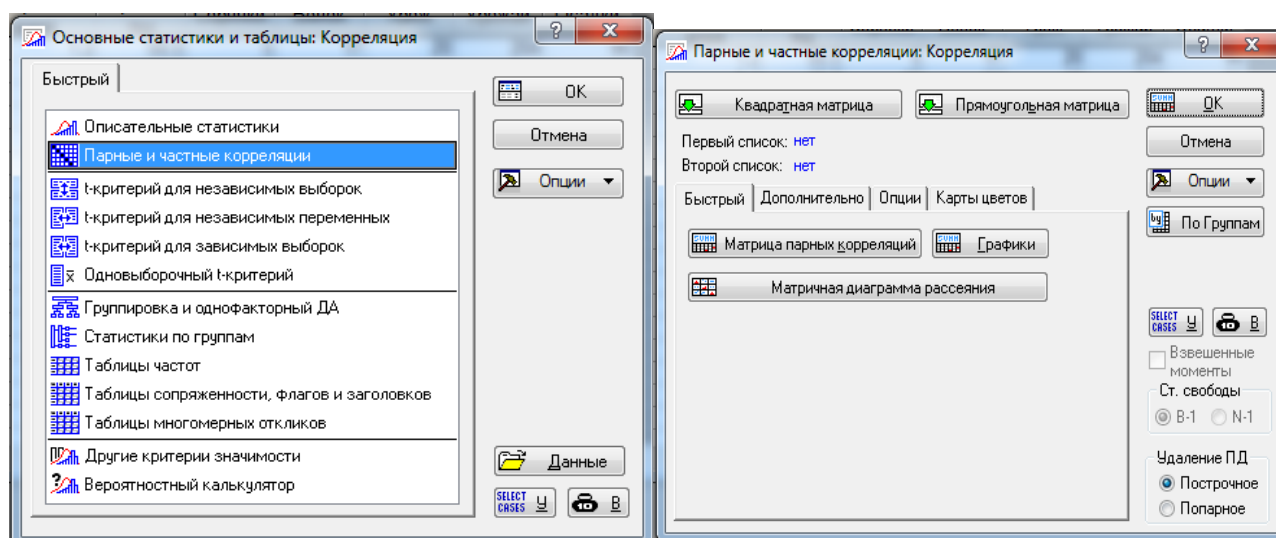 Основные статистики и таблицы: Корреляция
Быстрый
Описательные статистики
Парные и частные корреляции
t-критерий для независимых выборок
t-критерий для независимых переменных
t-критерий для зависимых выборок
Одновыборочный t-критерий
Группировка и однофакторный ДА
Статистики по группам
Таблицы частот
Таблицы сопряженности, флагов и заголовков
Таблицы многомерных откликов
Другие критерии значимости
Вероятностный калькулятор
OK
Отмена
Опции
Данные
SELECT CASES У
В
Парные и частные корреляции: Корреляция
Квадратная матрица
Прямоугольная матрица
Первый список: нет
Второй список: нет
Быстрый Дополнительно Опции Карты цветов
Матрица парных корреляций
Графики
Матричная диаграмма рассеяния
OK
Отмена
Опции
По Группам
SELECT CASES У
В
Взвешенные
моменты
Ст. свободы
В-1 N-1
Удаление ПД
Построчное
Попарное